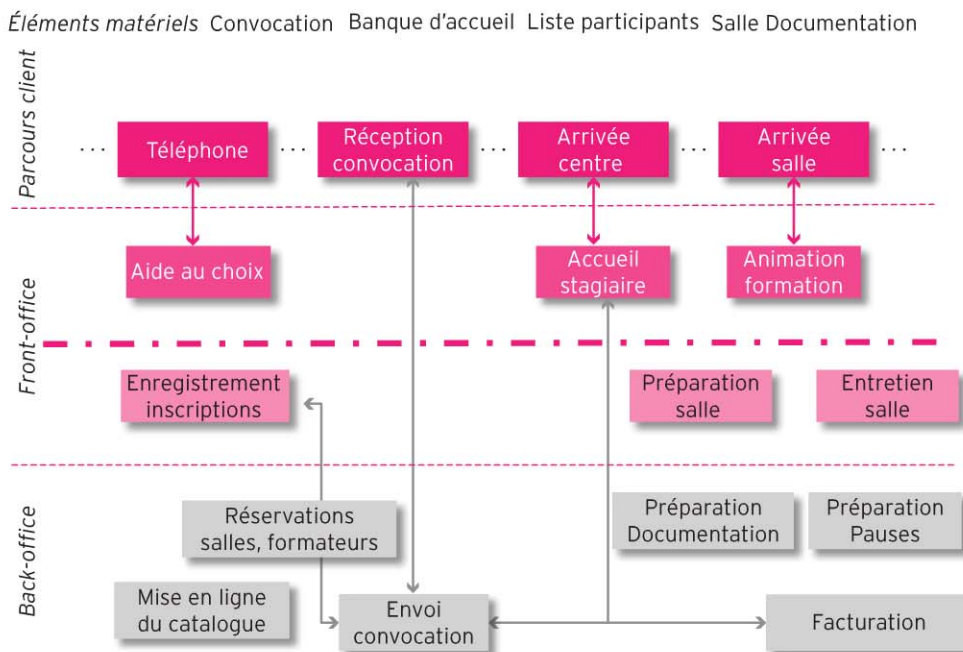 Éléments matériels Convocation Banque d'accueil Liste participants Salle Documentation
Parcours client
... Téléphone ... Réception convocation ... Arrivée centre ... Arrivée salle ...
Front-office
Aide au choix
Accueil stagiaire
Animation formation
Enregistrement inscriptions
Préparation salle
Entretien salle
Back-office
Réservations salles, formateurs
Préparation Documentation
Préparation Pauses
Mise en ligne du catalogue
Envoi convocation
Facturation